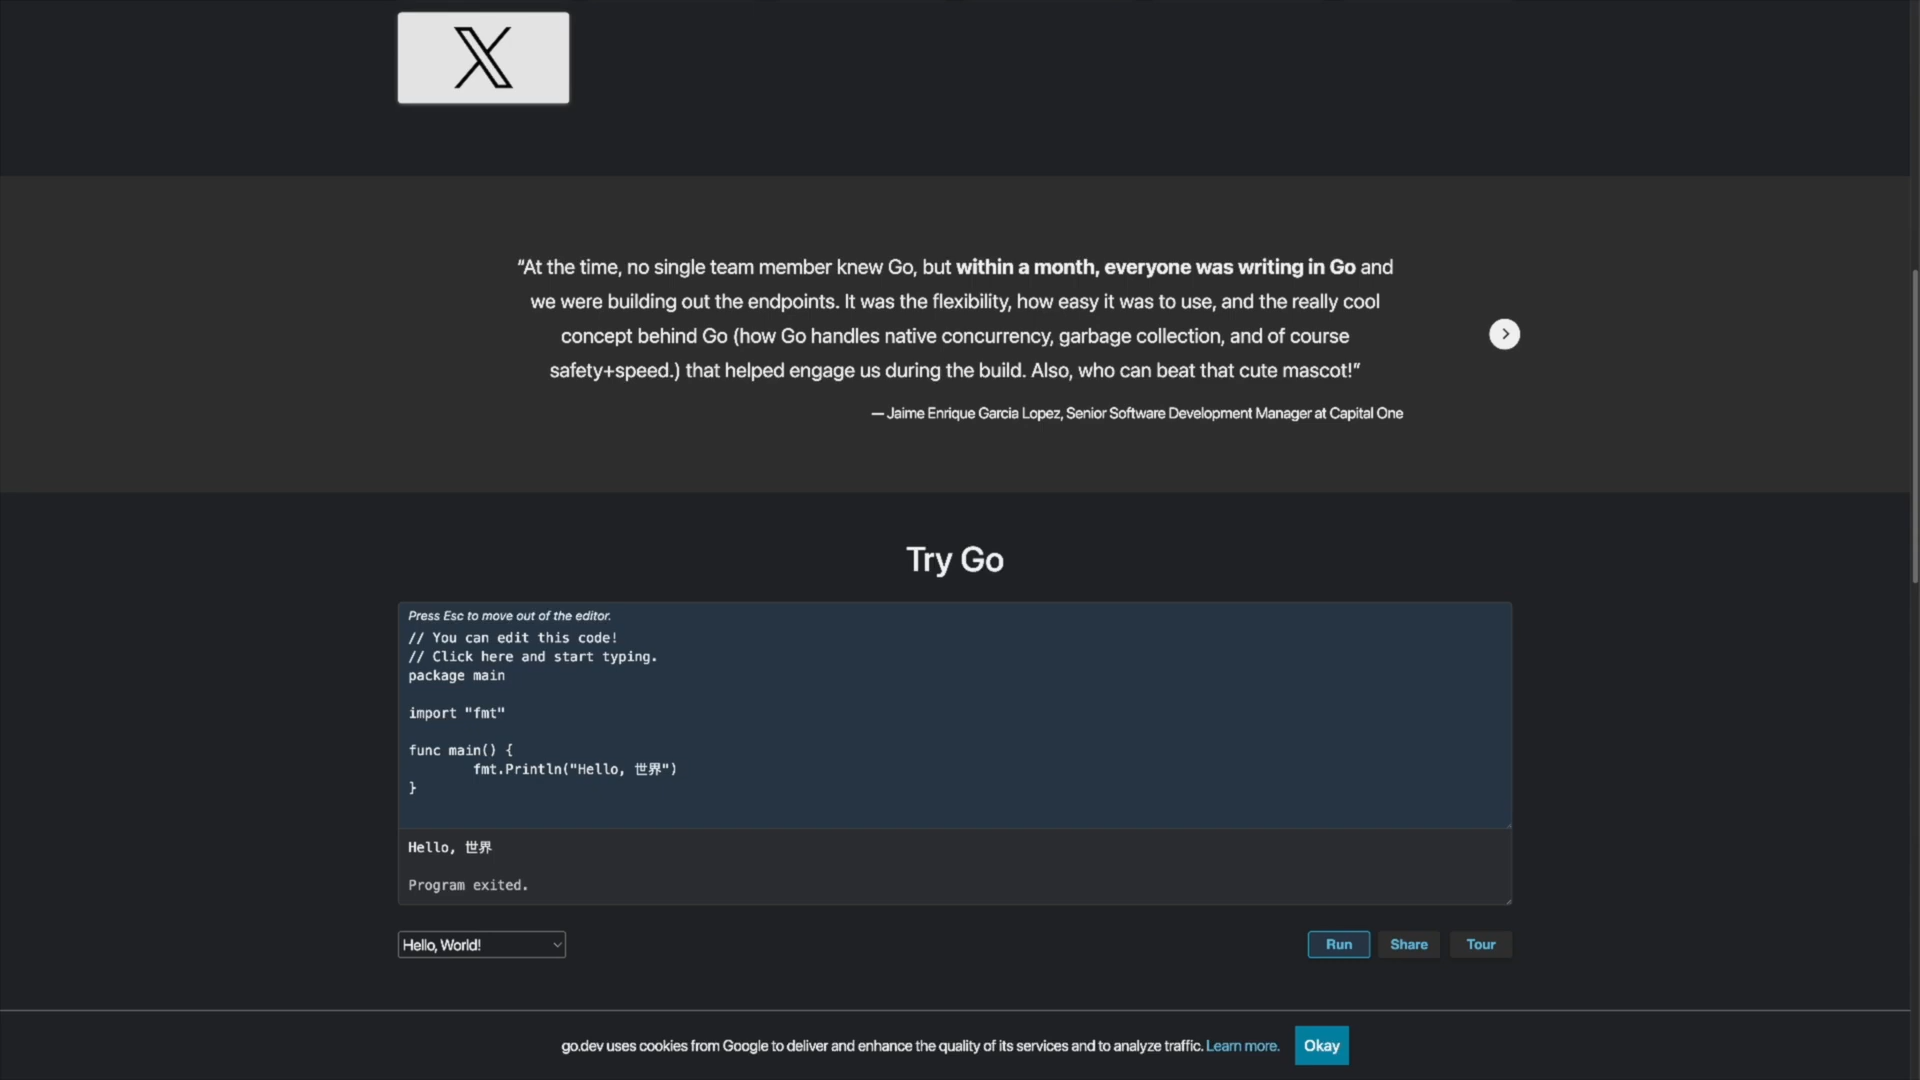 “At the time, no single team member knew Go, but within a month, everyone was writing in Go and
we were building out the endpoints. It was the flexibility, how easy it was to use, and the really cool
concept behind Go (how Go handles native concurrency, garbage collection, and of course
safety+speed.) that helped engage us during the build. Also, who can beat that cute mascot!”
— Jaime Enrique Garcia Lopez, Senior Software Development Manager at Capital One
Try Go
Press Esc to move out of the editor.
// You can edit this code!
// Click here and start typing.
package main
import "fmt"
func main() {
	fmt.Println("Hello, 世界")
}
Hello, 世界
Program exited.
Hello, World!
Run Share Tour
go.dev uses cookies from Google to deliver and enhance the quality of its services and to analyze traffic. Learn more. Okay